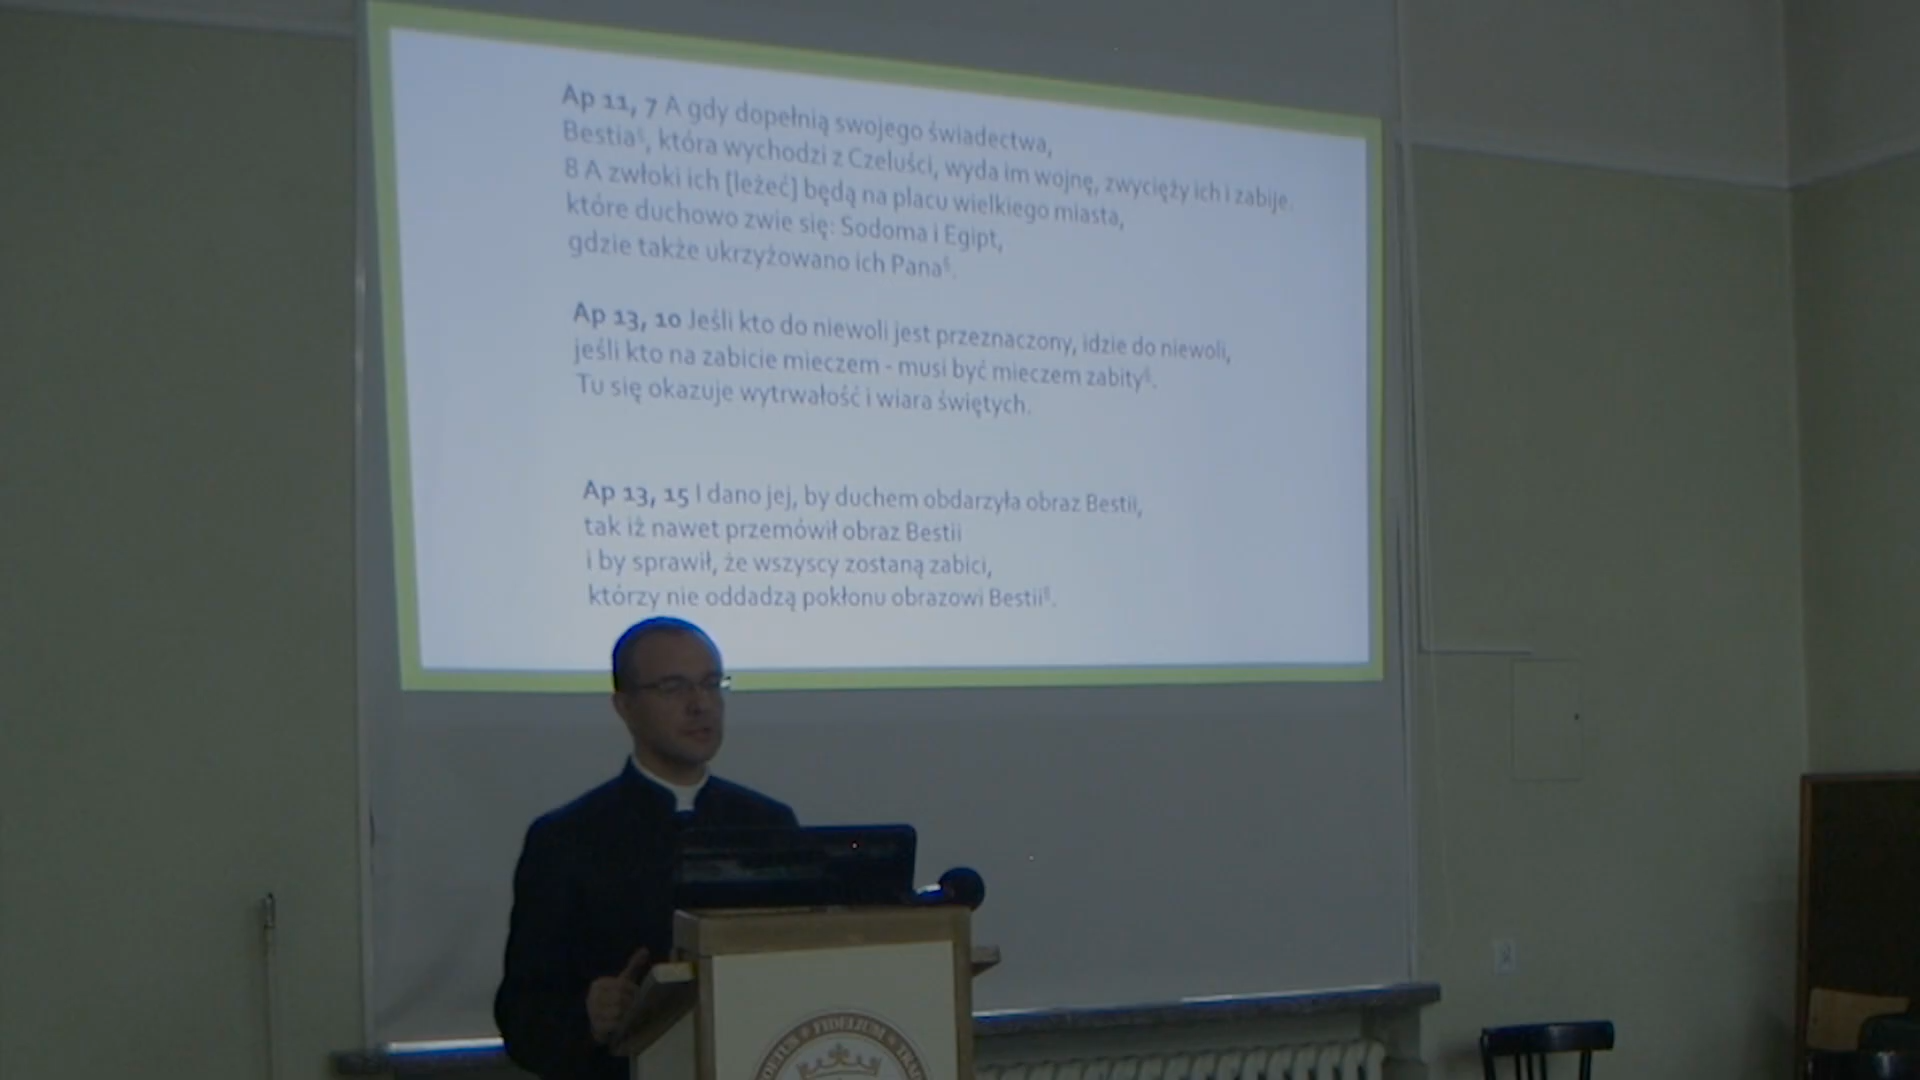 Ap 11, 7 A gdy dopełnią swojego świadectwa,
Bestia§, która wychodzi z Czeluści, wyda im wojnę, zwycięży ich i zabije.
8 A zwłoki ich [leżeć] będą na placu wielkiego miasta,
które duchowo zwie się: Sodoma i Egipt,
gdzie także ukrzyżowano ich Pana§.
Ap 13, 10 Jeśli kto do niewoli jest przeznaczony, idzie do niewoli,
jeśli kto na zabicie mieczem - musi być mieczem zabity§.
Tu się okazuje wytrwałość i wiara świętych.
Ap 13, 15 I dano jej, by duchem obdarzyła obraz Bestii,
tak iż nawet przemówił obraz Bestii
i by sprawił, że wszyscy zostaną zabici,
którzy nie oddadzą pokłonu obrazowi Bestii§.
FIDELIUM